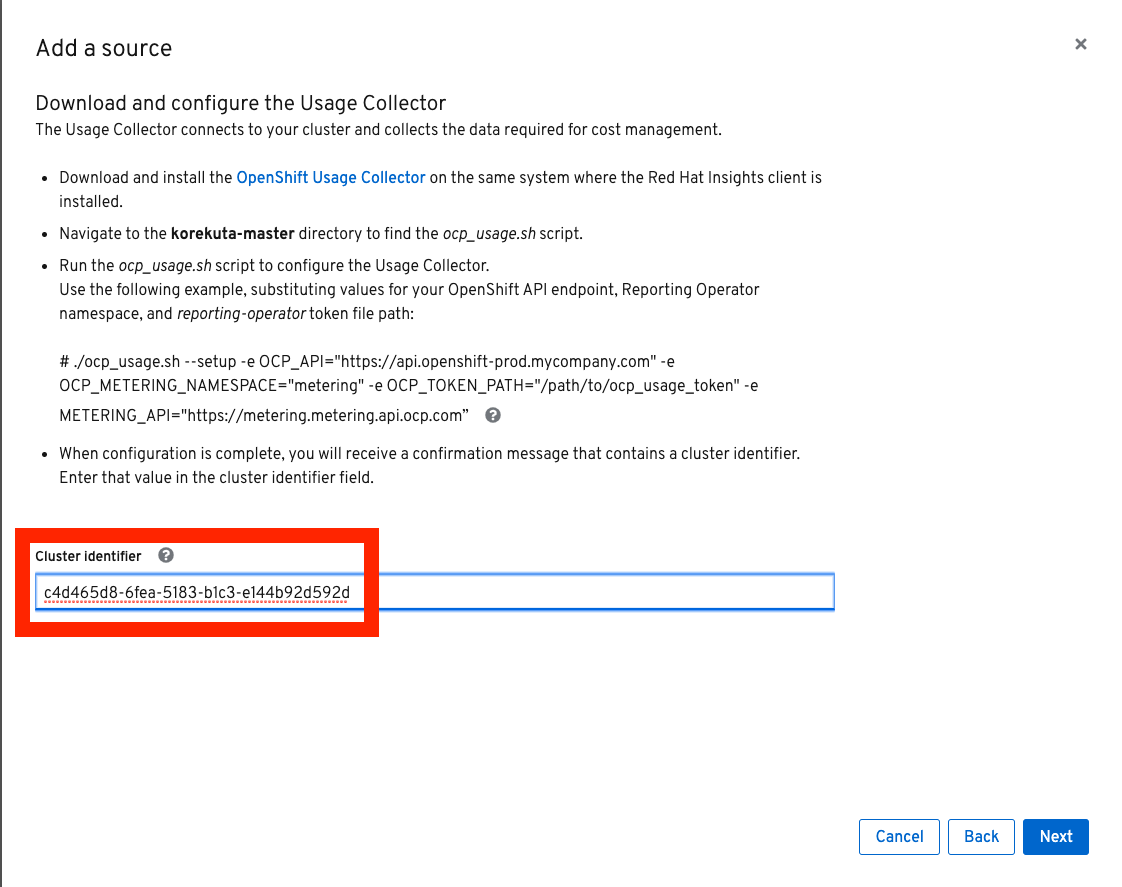 Add a source
Download and configure the Usage Collector
The Usage Collector connects to your cluster and collects the data required for cost management.
• Download and install the OpenShift Usage Collector on the same system where the Red Hat Insights client is
installed.
• Navigate to the korekuta-master directory to find the ocp_usage.sh script.
• Run the ocp_usage.sh script to configure the Usage Collector.
Use the following example, substituting values for your OpenShift API endpoint, Reporting Operator
namespace, and reporting-operator token file path:
# ./ocp_usage.sh --setup -e OCP_API="https://api.openshift-prod.mycompany.com" -e
OCP_METERING_NAMESPACE="metering" -e OCP_TOKEN_PATH="/path/to/ocp_usage_token" -e
METERING_API="https://metering.metering.api.ocp.com”
• When configuration is complete, you will receive a confirmation message that contains a cluster identifier.
Enter that value in the cluster identifier field.
Cluster identifier
c4d465d8-6fea-5183-b1c3-e144b92d592d
Cancel Back Next